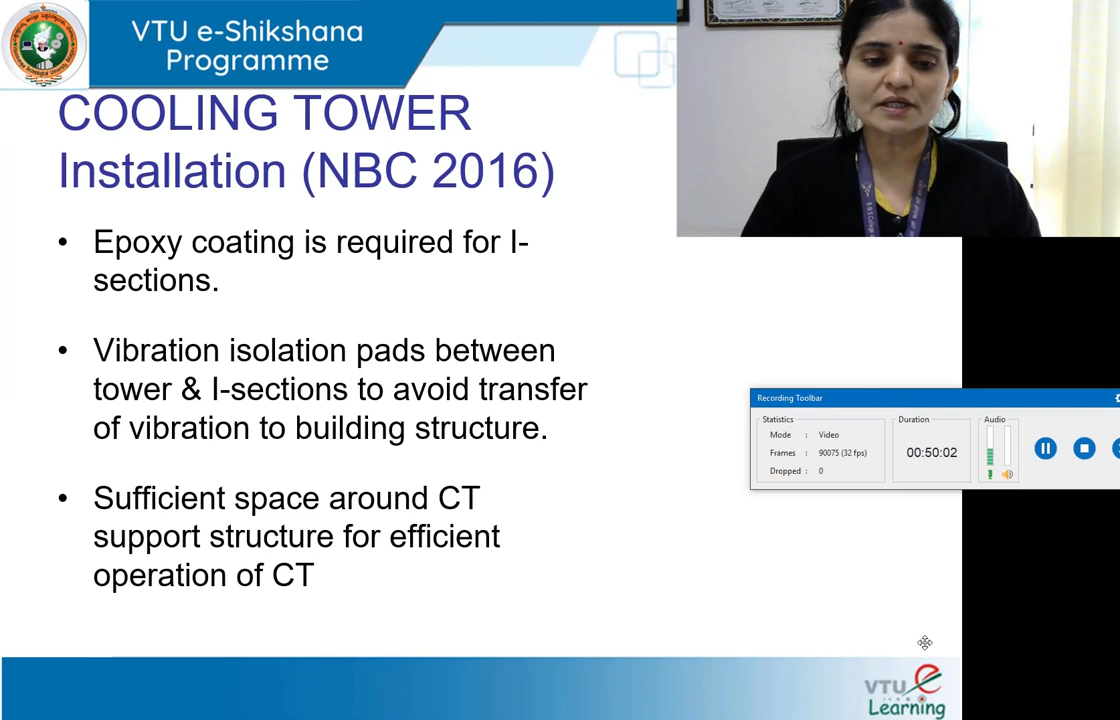 VTU e-Shikshana
Programme
COOLING TOWER
Installation (NBC 2016)
• Epoxy coating is required for I-
sections.
• Vibration isolation pads between
tower & I-sections to avoid transfer
of vibration to building structure.
• Sufficient space around CT
support structure for efficient
operation of CT
Recording Toolbar
Statistics
Mode : Video
Frames : 90075 (32 fps)
Dropped : 0
Duration
00:50:02
Audio
VTU e
Learning